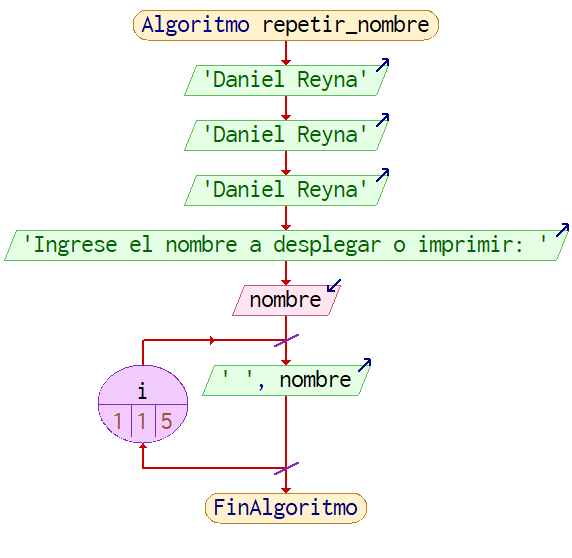 Algoritmo repetir_nombre
'Daniel Reyna'
'Daniel Reyna'
'Daniel Reyna'
'Ingrese el nombre a desplegar o imprimir: '
nombre
' ', nombre
i
1 1 5
FinAlgoritmo